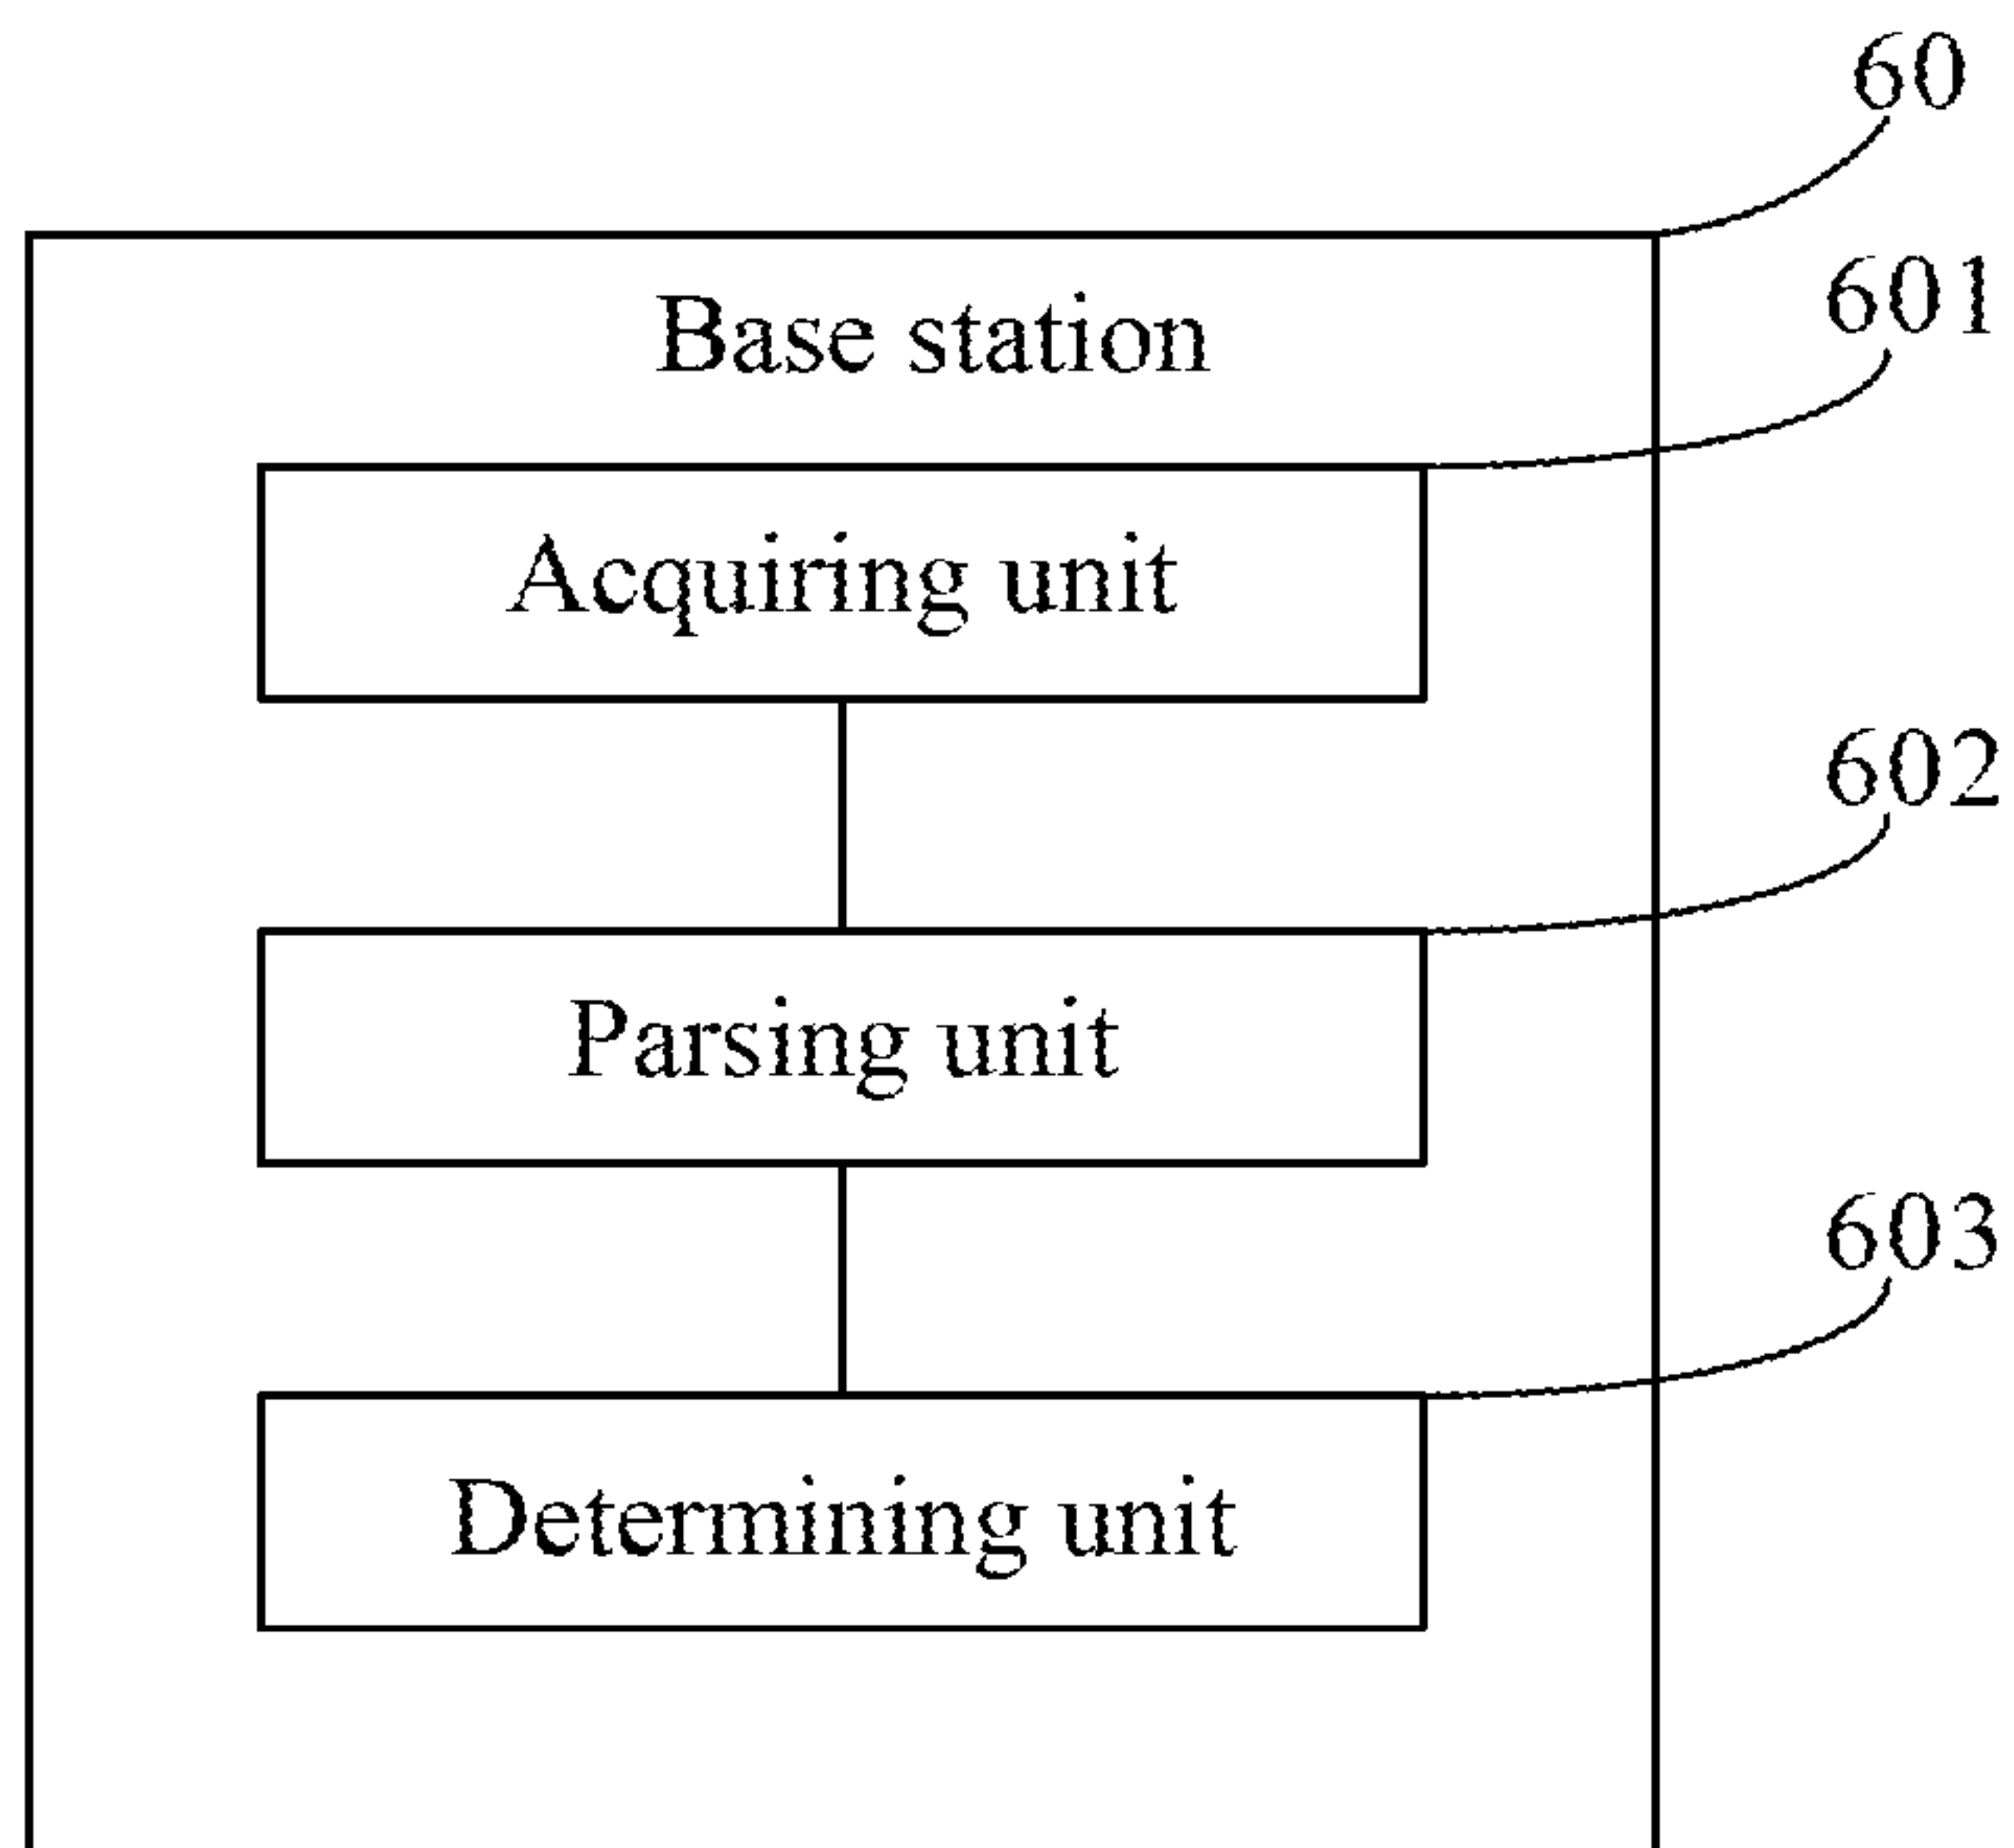 60
Base station
601
Acquiring unit
602
Parsing unit
603
Determining unit